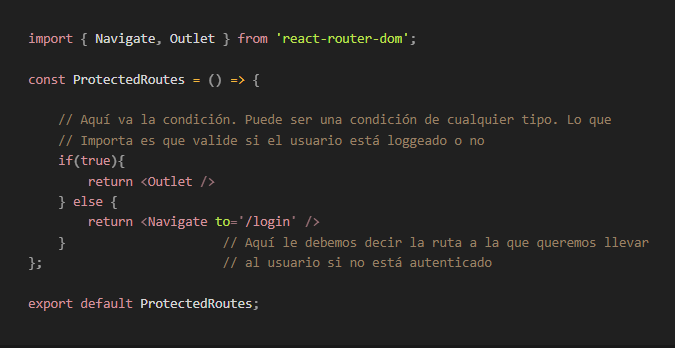 import { Navigate, Outlet } from 'react-router-dom';
const ProtectedRoutes = () => {
// Aquí va la condición. Puede ser una condición de cualquier tipo. Lo que
// Importa es que valide si el usuario está loggeado o no
if(true){
return <Outlet />
} else {
return <Navigate to='/login' />
} // Aquí le debemos decir la ruta a la que queremos llevar
}; // al usuario si no está autenticado
export default ProtectedRoutes;